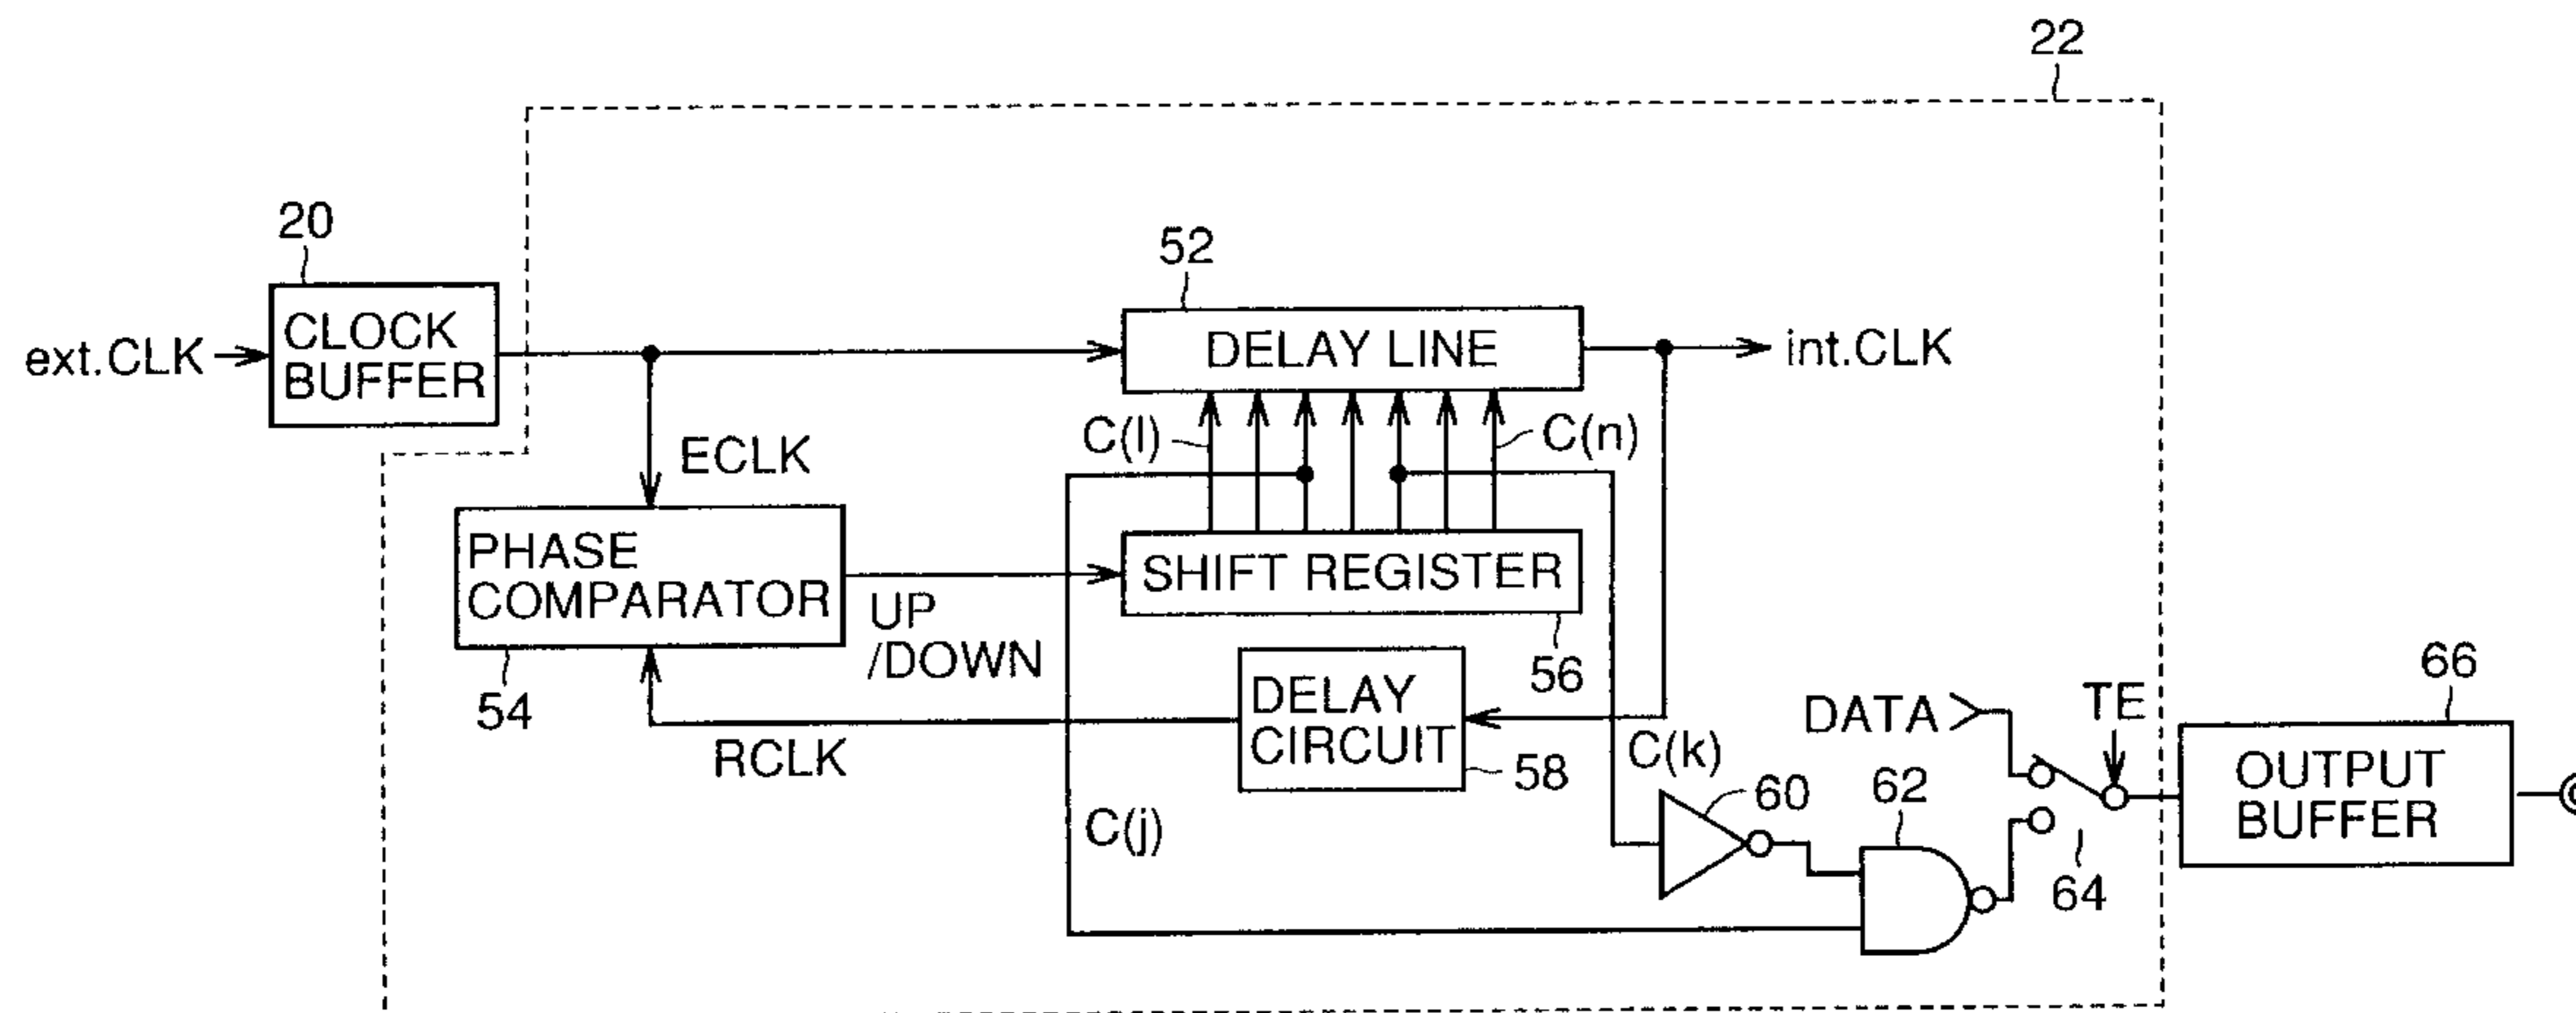 22
20
52
CLOCK
BUFFER
ext.CLK
DELAY LINE
int.CLK
C(l)
C(n)
ECLK
PHASE
COMPARATOR
SHIFT REGISTER
UP
/DOWN
56
54
DELAY
CIRCUIT
58
RCLK
C(k)
DATA
TE
66
OUTPUT
BUFFER
60
62
64
C(j)